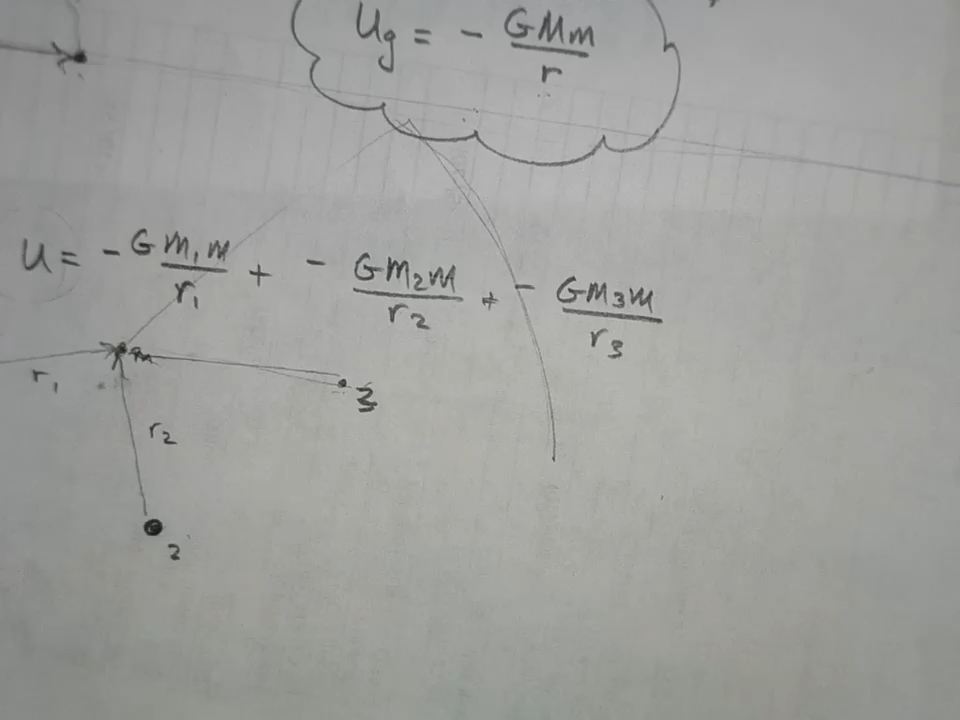 Ug = - GMm/r
U = - Gm₁m/r₁ + - Gm₂m/r₂ + - Gm₃m/r₃
m
r₁
3
r₂
2